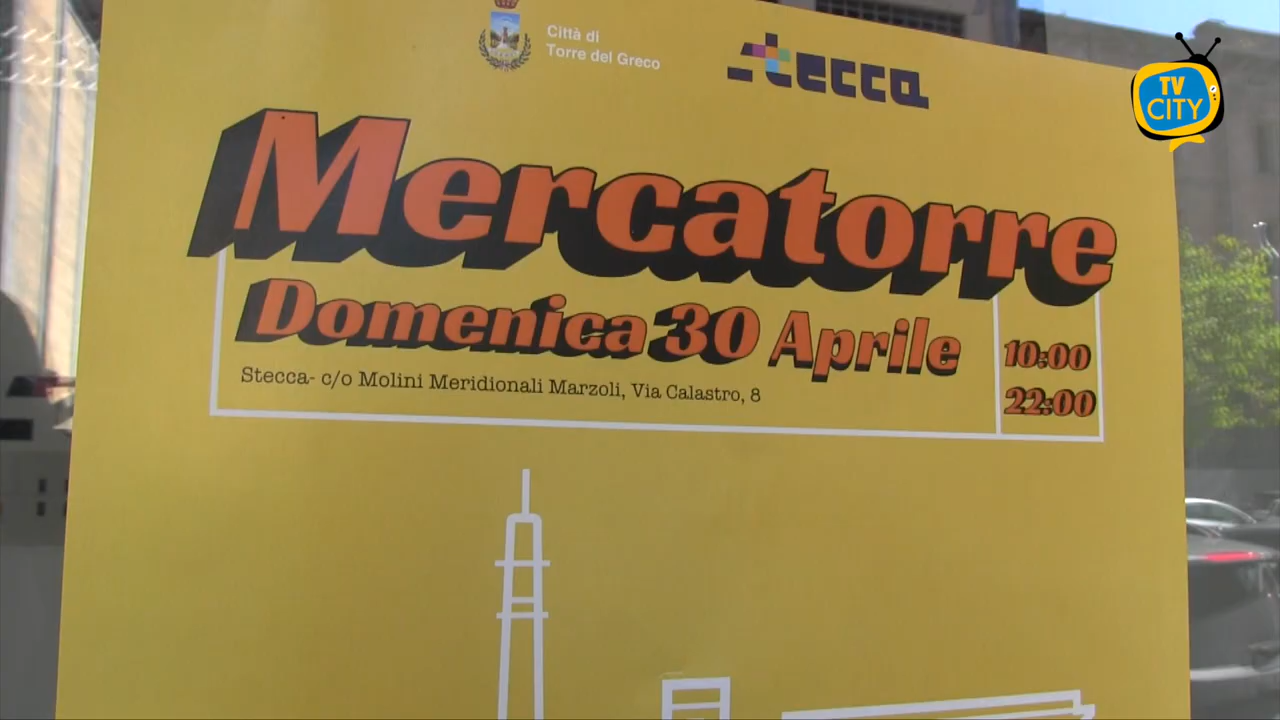 Città di
Torre del Greco
stecca
TV
CITY
Mercatorre
Domenica 30 Aprile
10:00
22:00
Stecca- c/o Molini Meridionali Marzoli, Via Calastro, 8